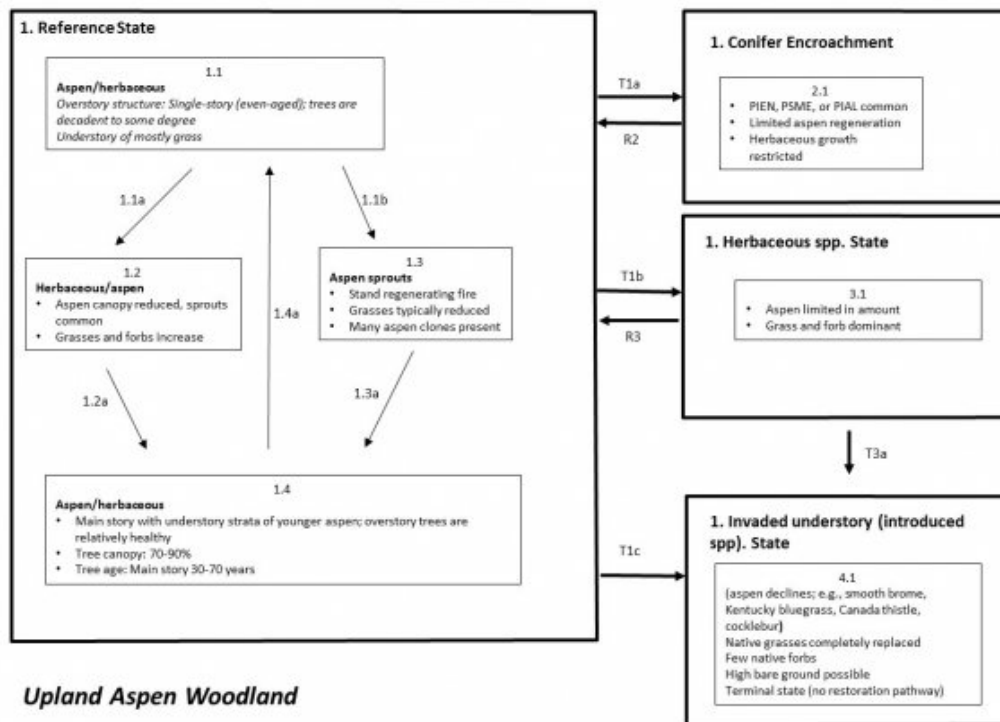 1. Reference State
1.1
Aspen/herbaceous
Overstory structure: Single-story (even-aged); trees are
decadent to some degree
Understory of mostly grass
1.1a
1.1b
1.2
Herbaceous/aspen
• Aspen canopy reduced, sprouts
common
• Grasses and forbs increase
1.4a
1.3
Aspen sprouts
• Stand regenerating fire
• Grasses typically reduced
• Many aspen clones present
1.2a
1.3a
1.4
Aspen/herbaceous
• Main story with understory strata of younger aspen; overstory trees are
relatively healthy
• Tree canopy: 70-90%
• Tree age: Main story 30-70 years
T1a
R2
T1b
R3
T1c
1. Conifer Encroachment
2.1
• PIEN, PSME, or PIAL common
• Limited aspen regeneration
• Herbaceous growth
restricted
1. Herbaceous spp. State
3.1
• Aspen limited in amount
• Grass and forb dominant
T3a
1. Invaded understory (introduced
spp). State
4.1
(aspen declines; e.g., smooth brome,
Kentucky bluegrass, Canada thistle,
cocklebur)
Native grasses completely replaced
Few native forbs
High bare ground possible
Terminal state (no restoration pathway)
Upland Aspen Woodland